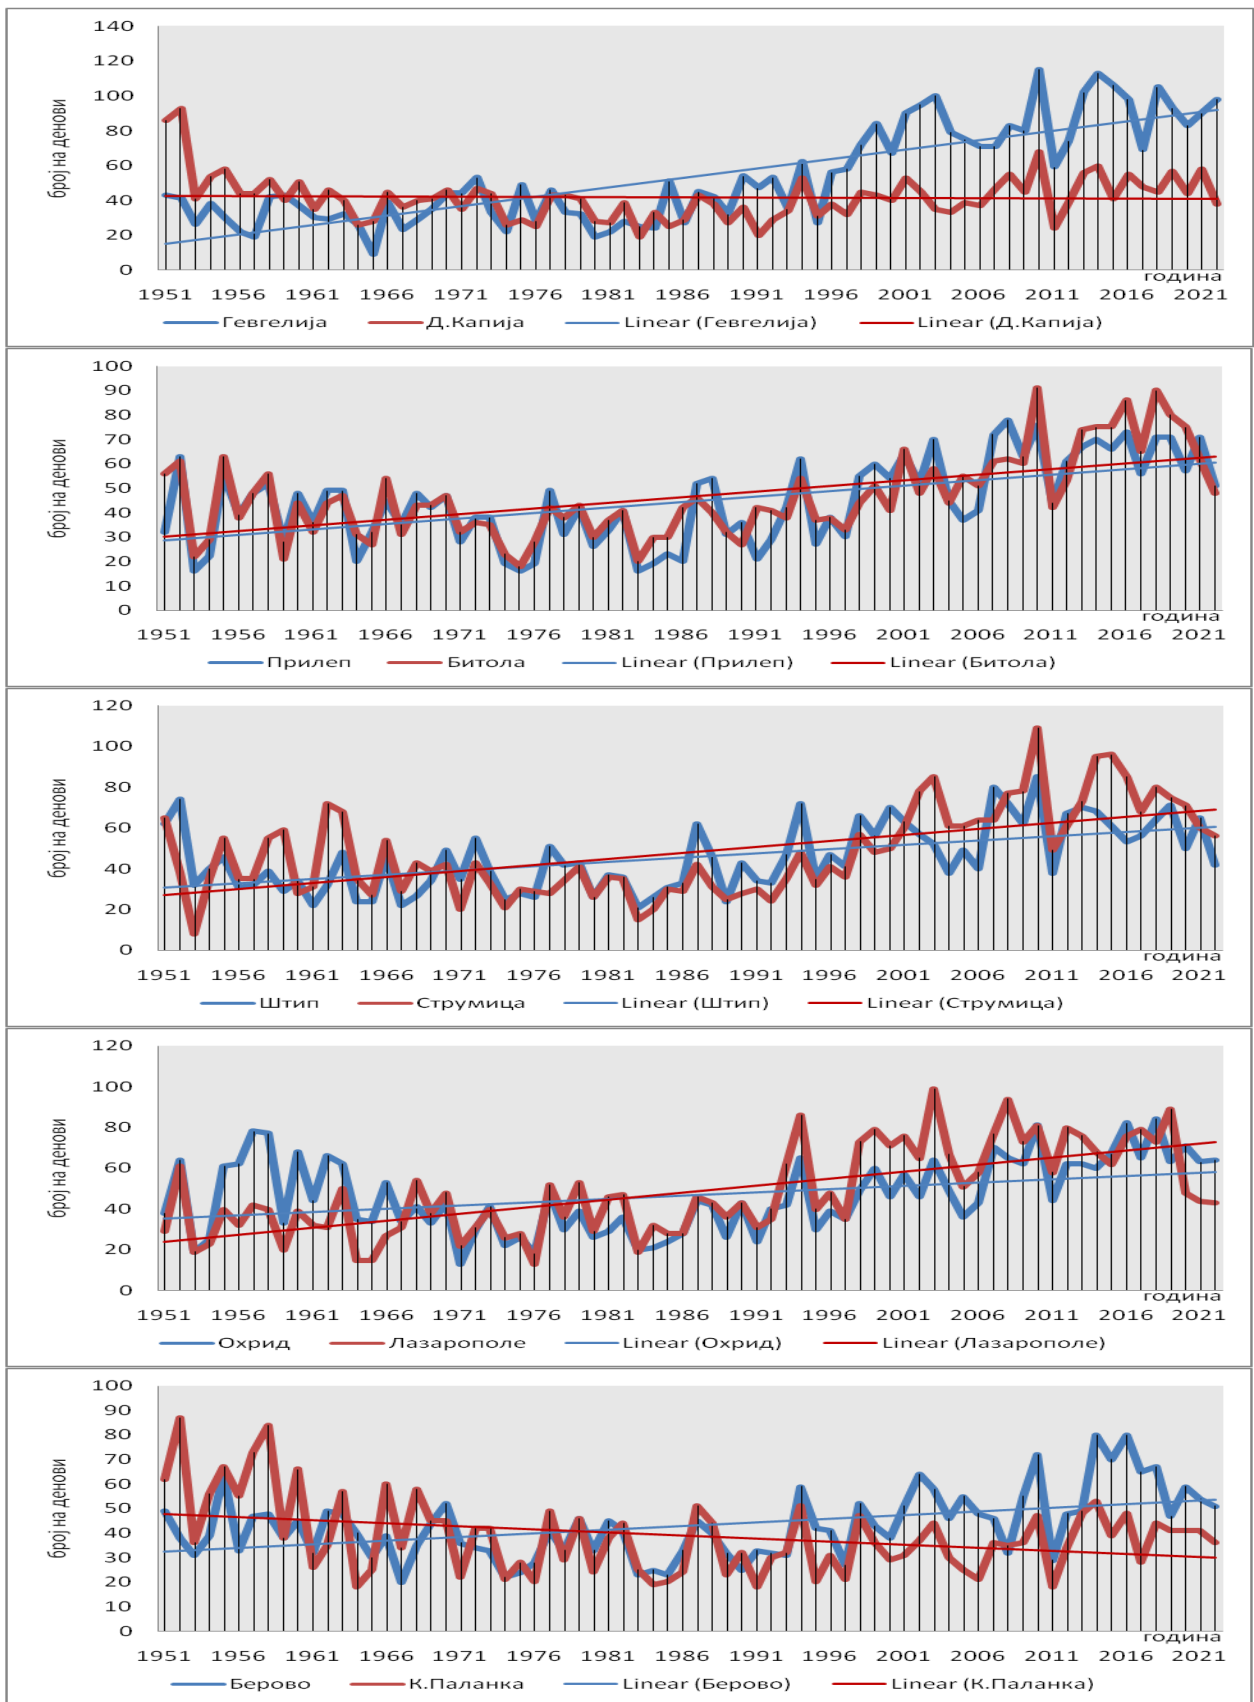 140
120
100
80
60
40
20
0
број на денови
година
1951 1956 1961 1966 1971 1976 1981 1986 1991 1996 2001 2006 2011 2016 2021
Гевгелија Д.Капија Linear (Гевгелија) Linear (Д.Капија)
100
90
80
70
60
50
40
30
20
10
0
број на денови
година
1951 1956 1961 1966 1971 1976 1981 1986 1991 1996 2001 2006 2011 2016 2021
Прилеп Битола Linear (Прилеп) Linear (Битола)
120
100
80
60
40
20
0
број на денови
година
1951 1956 1961 1966 1971 1976 1981 1986 1991 1996 2001 2006 2011 2016 2021
Штип Струмица Linear (Штип) Linear (Струмица)
120
100
80
60
40
20
0
број на денови
година
1951 1956 1961 1966 1971 1976 1981 1986 1991 1996 2001 2006 2011 2016 2021
Охрид Лазарополе Linear (Охрид) Linear (Лазарополе)
100
90
80
70
60
50
40
30
20
10
0
број на денови
година
1951 1956 1961 1966 1971 1976 1981 1986 1991 1996 2001 2006 2011 2016 2021
Берово К.Паланка Linear (Берово) Linear (К.Паланка)